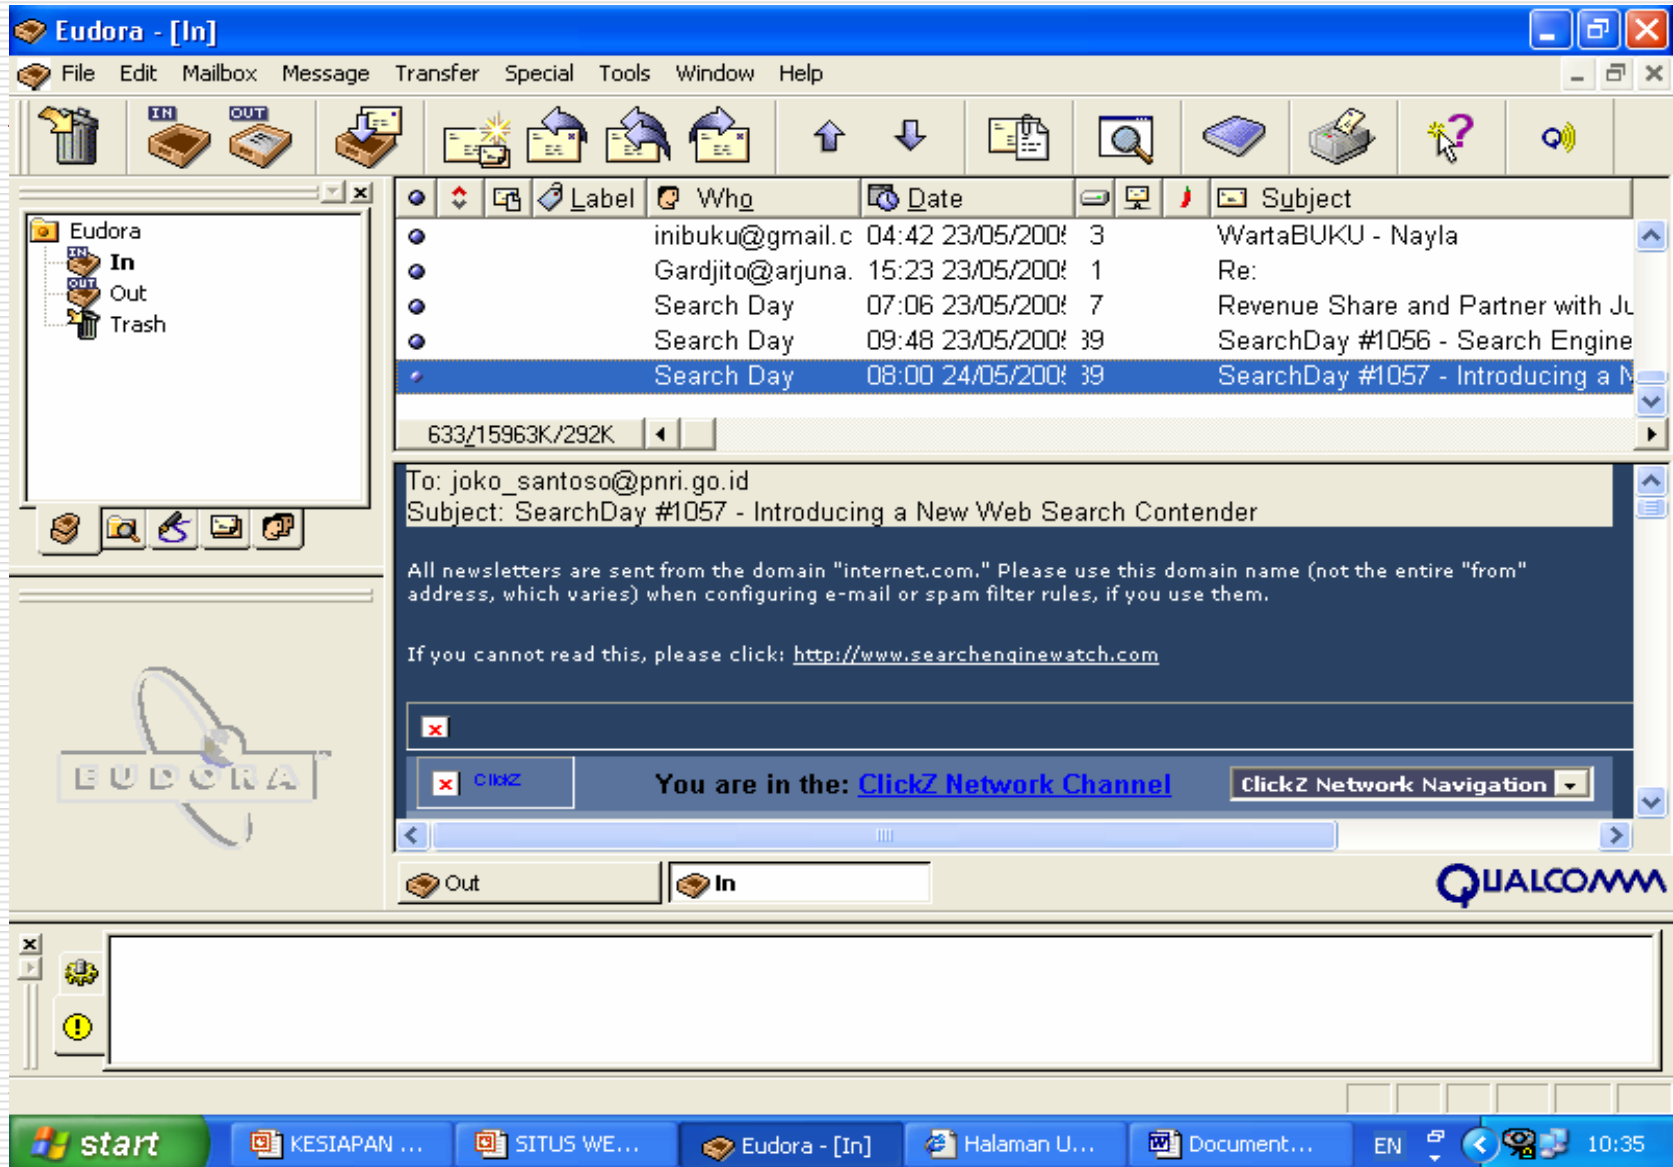 Eudora - [In]
File Edit Mailbox Message Transfer Special Tools Window Help
IN OUT
Label Who Date Subject
Eudora
In
Out
Trash
inibuku@gmail.c 04:42 23/05/200 3 WartaBUKU - Nayla
Gardjito@arjuna. 15:23 23/05/200 1 Re:
Search Day 07:06 23/05/200 7 Revenue Share and Partner with Ju
Search Day 09:48 23/05/200 39 SearchDay #1056 - Search Engine
Search Day 08:00 24/05/200 39 SearchDay #1057 - Introducing a N
633/15963K/292K
To: joko_santoso@pnri.go.id
Subject: SearchDay #1057 - Introducing a New Web Search Contender
All newsletters are sent from the domain "internet.com." Please use this domain name (not the entire "from"
address, which varies) when configuring e-mail or spam filter rules, if you use them.
If you cannot read this, please click: http://www.searchenginewatch.com
ClickZ
You are in the: ClickZ Network Channel
ClickZ Network Navigation
EUDORA
Out
In
QUALCOMM
start
KESIAPAN ...
SITUS WE...
Eudora - [In]
Halaman U...
Document...
EN
10:35